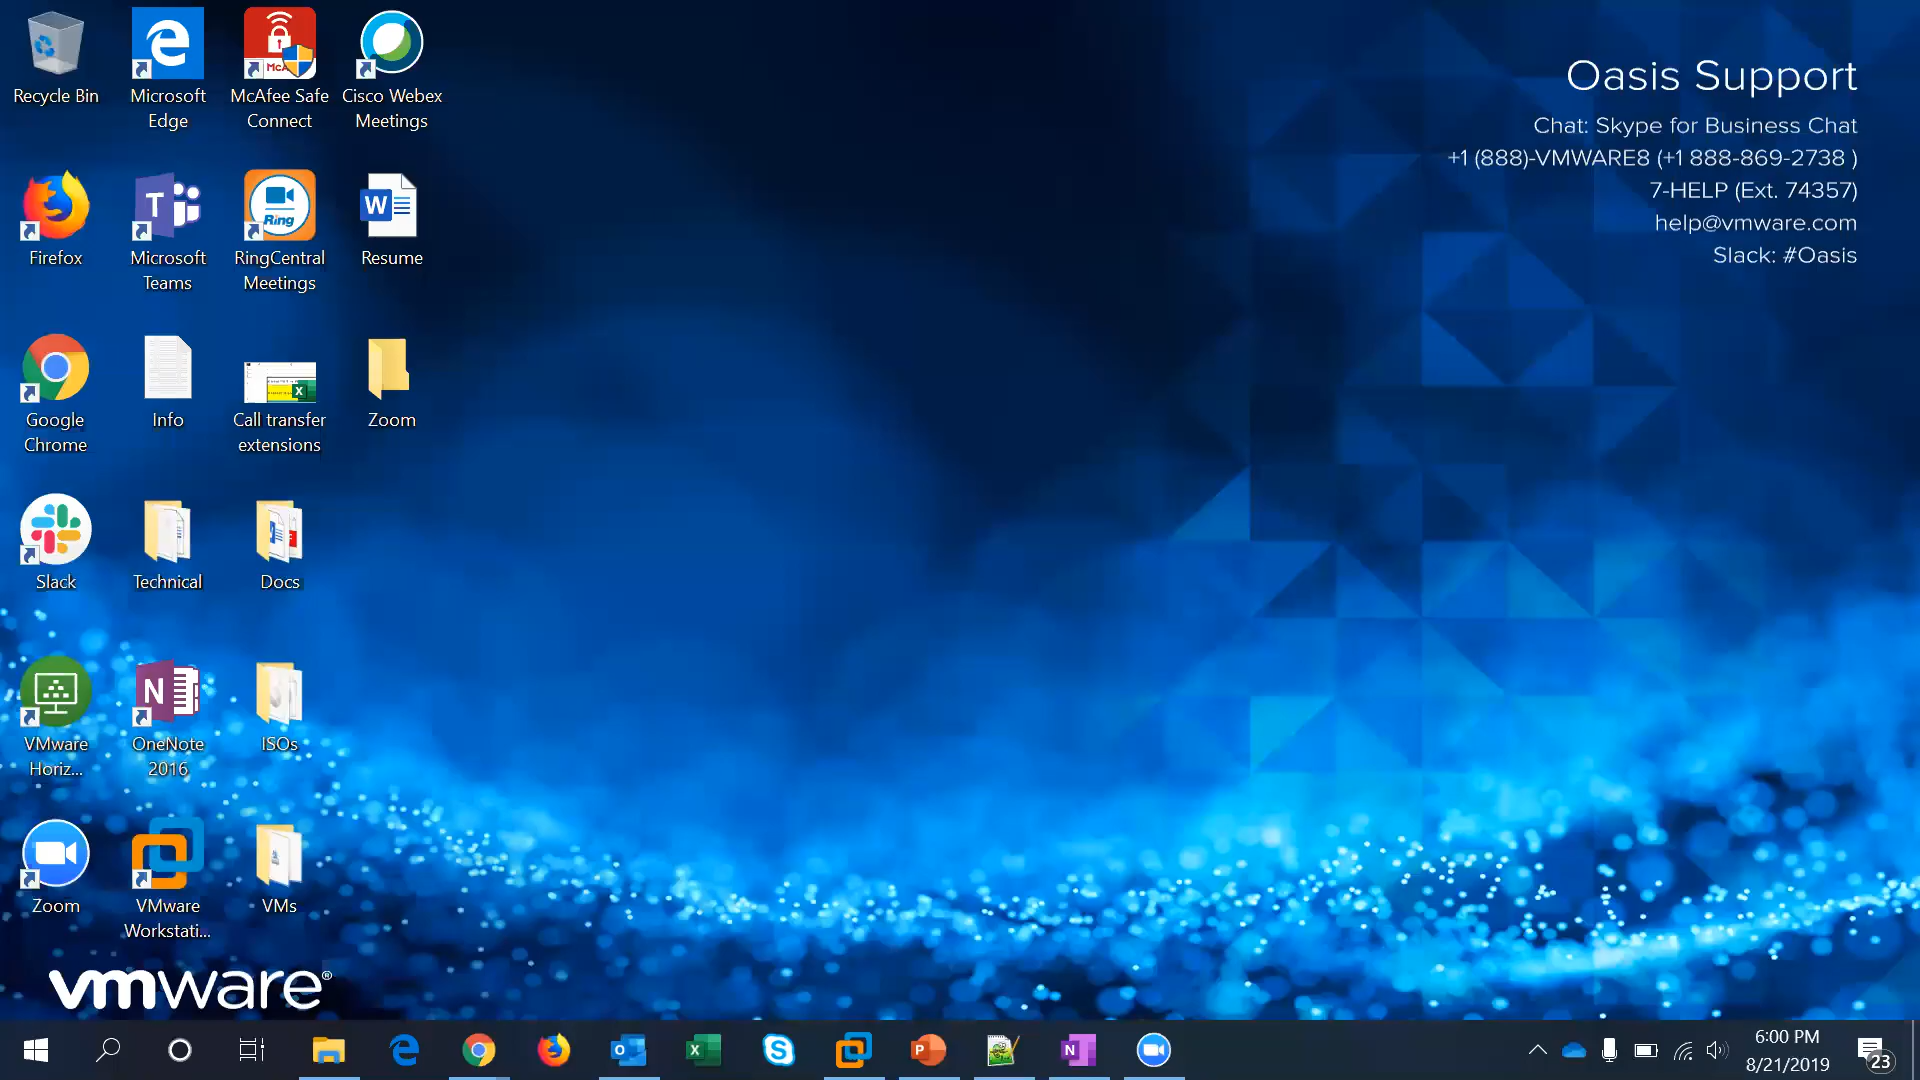 Recycle Bin
Microsoft
Edge
McAfee Safe
Connect
Cisco Webex
Meetings
Firefox
Microsoft
Teams
Ring
RingCentral
Meetings
Resume
Google
Chrome
Info
Call transfer
extensions
Zoom
Slack
Technical
Docs
VMware
Horiz...
OneNote
2016
ISOs
Zoom
VMware
Workstati...
VMs
vmware®
Oasis Support
Chat: Skype for Business Chat
+1 (888)-VMWARE8 (+1 888-869-2738 )
7-HELP (Ext. 74357)
help@vmware.com
Slack: #Oasis
6:00 PM
8/21/2019
23